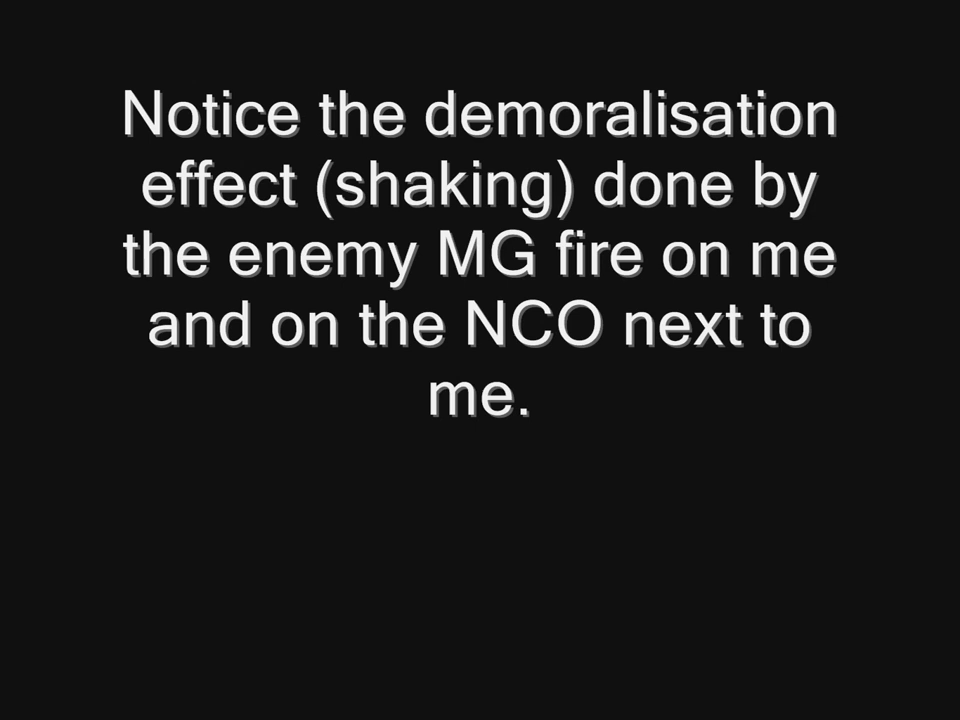 Notice the demoralisation
effect (shaking) done by
the enemy MG fire on me
and on the NCO next to
me.